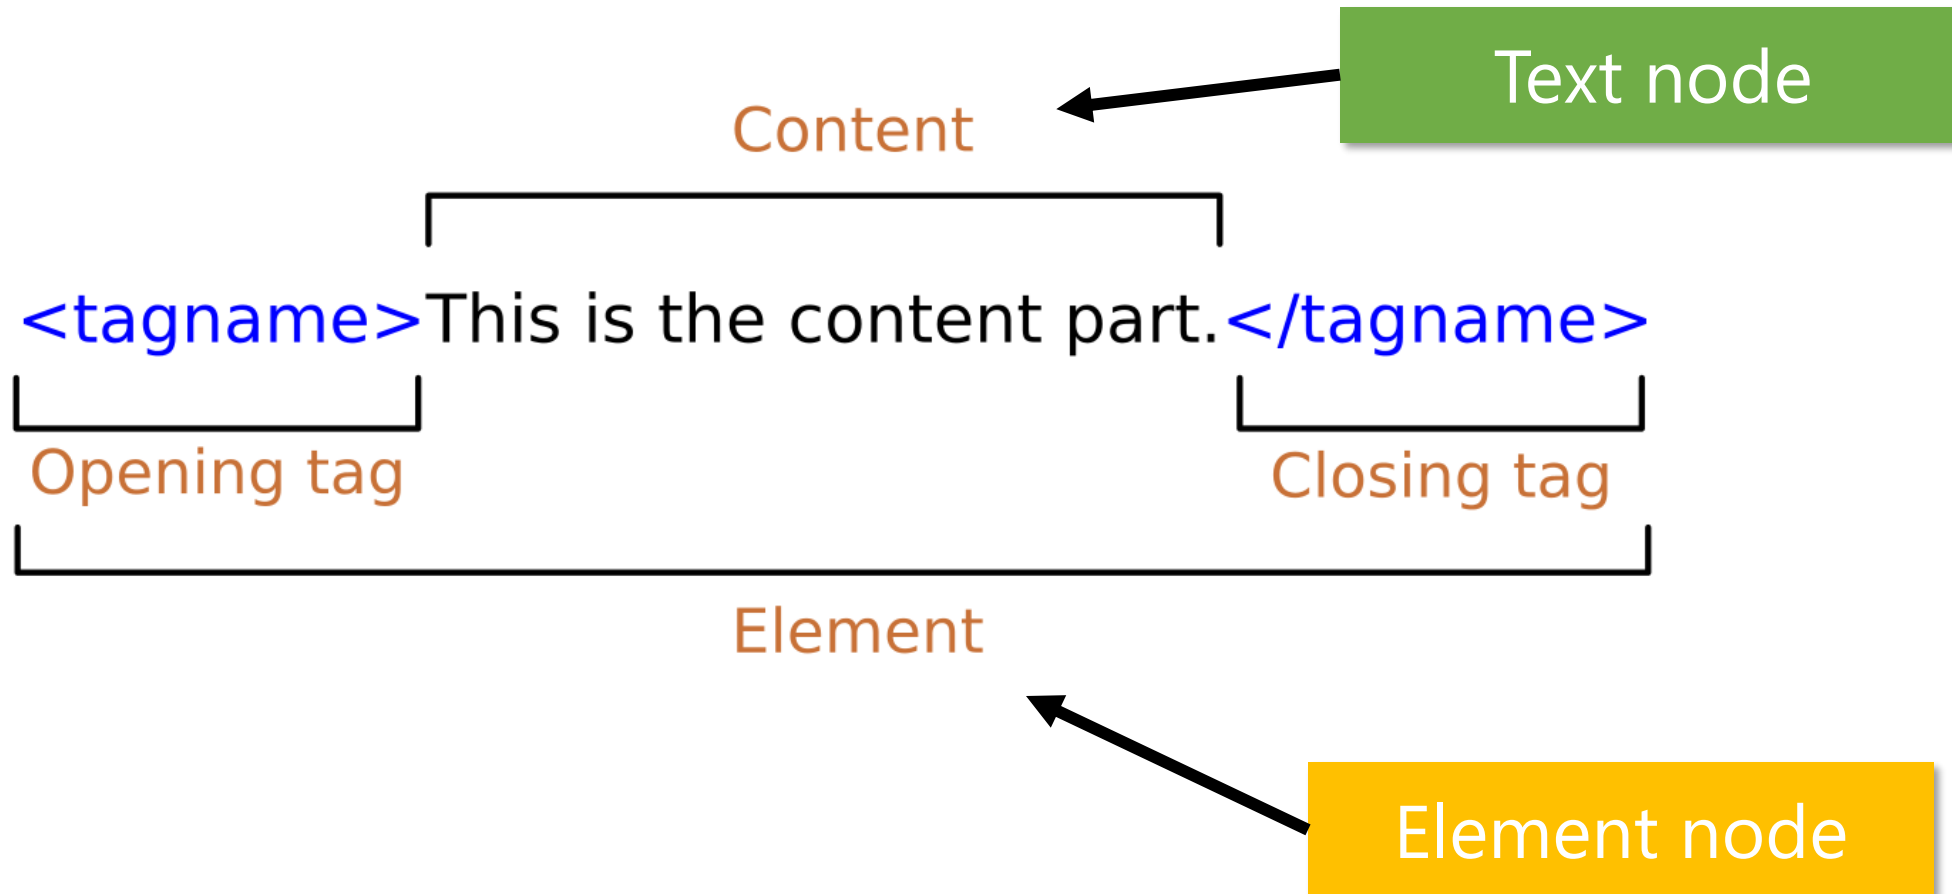 Text node
Content
<tagname>This is the content part.</tagname>
Opening tag
Closing tag
Element
Element node